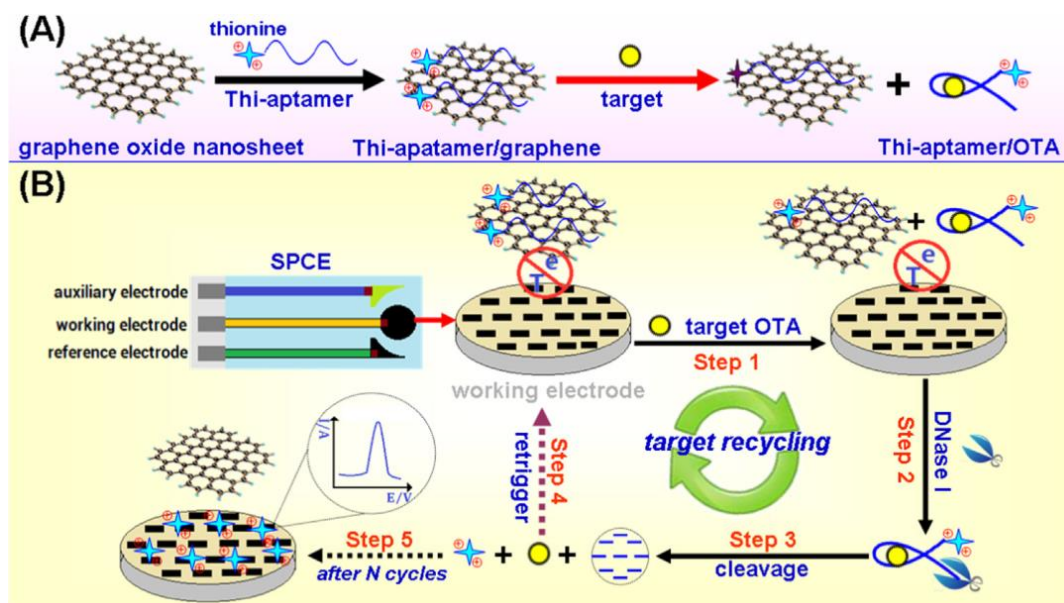 (A)
thionine
Thi-aptamer
target
graphene oxide nanosheet
Thi-apatamer/graphene
+
Thi-aptamer/OTA
(B)
SPCE
auxiliary electrode
working electrode
reference electrode
T e
working electrode
target OTA
Step 1
+
T e
target recycling
DNase I
Step 2
Step 3
cleavage
Step 4
retrigger
+ +
Step 5
after N cycles
I/A
E/V